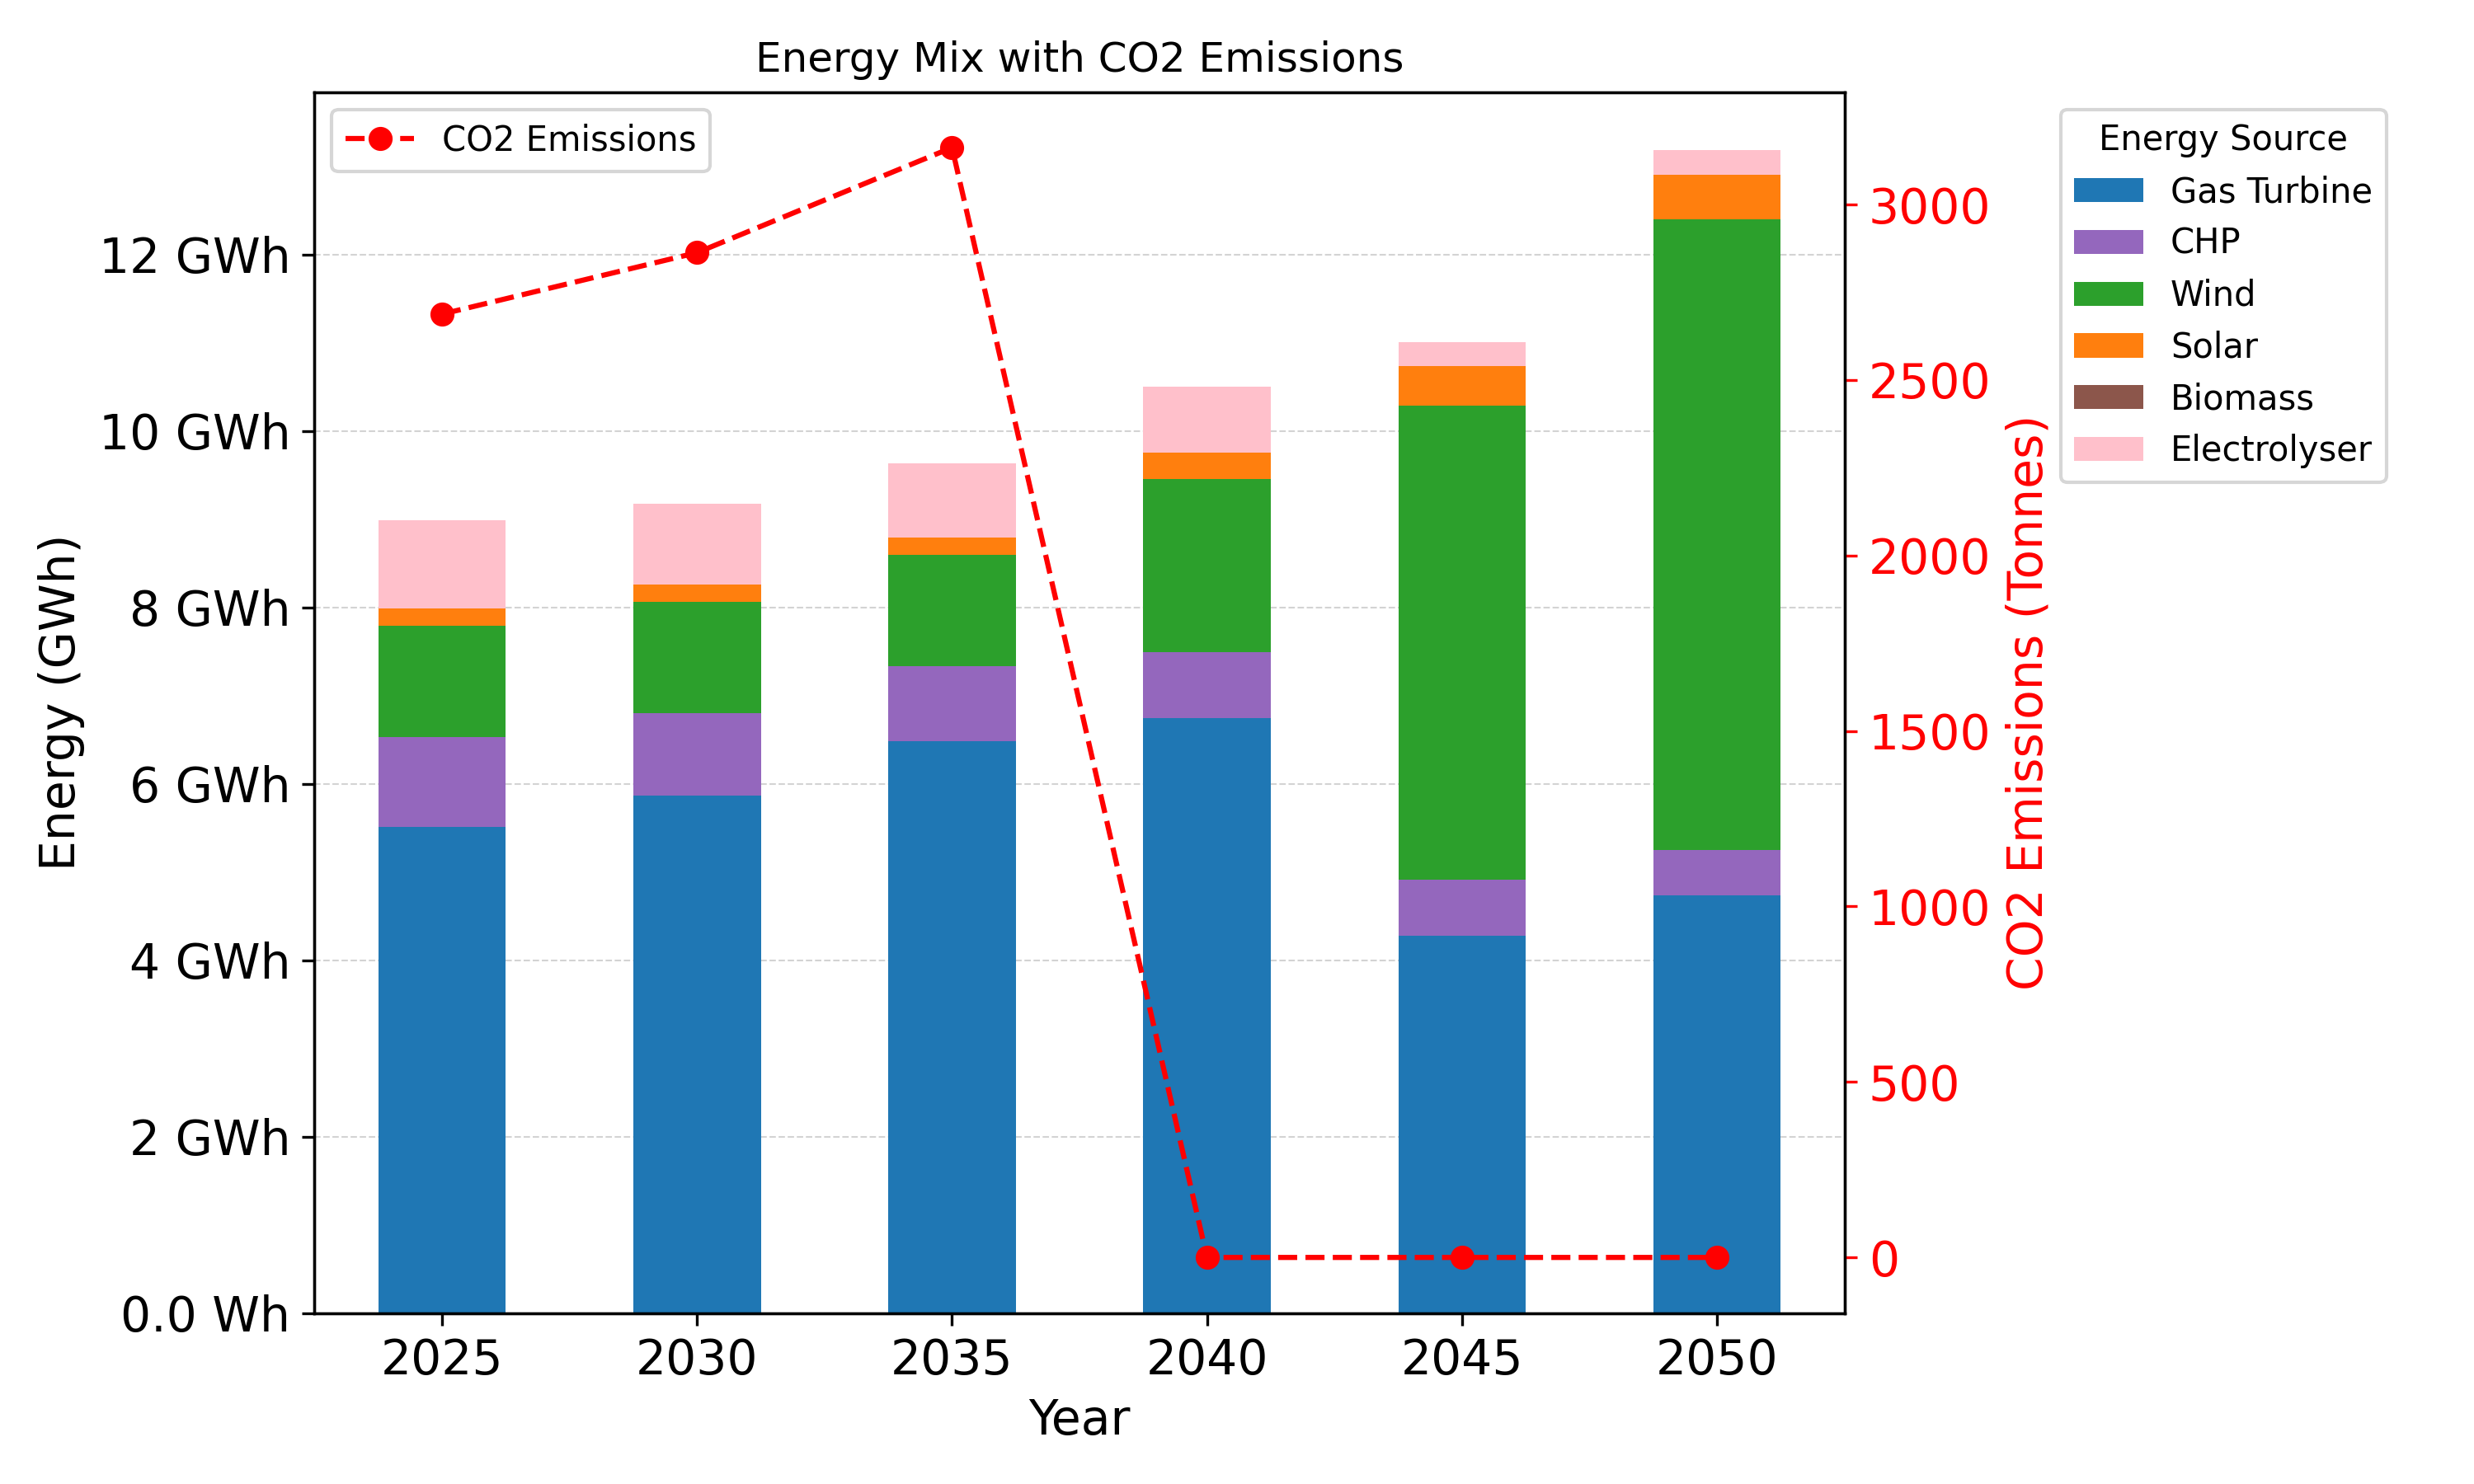 Energy Mix with CO2 Emissions
CO2 Emissions
Energy Source
Gas Turbine
CHP
Wind
Solar
Biomass
Electrolyser
Energy (GWh)
12 GWh
10 GWh
8 GWh
6 GWh
4 GWh
2 GWh
0.0 Wh
3000
2500
2000
1500
1000
500
0
CO2 Emissions (Tonnes)
2025 2030 2035 2040 2045 2050
Year